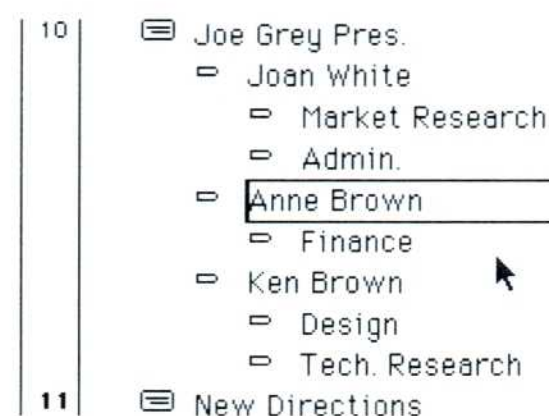 10 Joe Grey Pres.
Joan White
Market Research
Admin.
Anne Brown
Finance
Ken Brown
Design
Tech. Research
11 New Directions